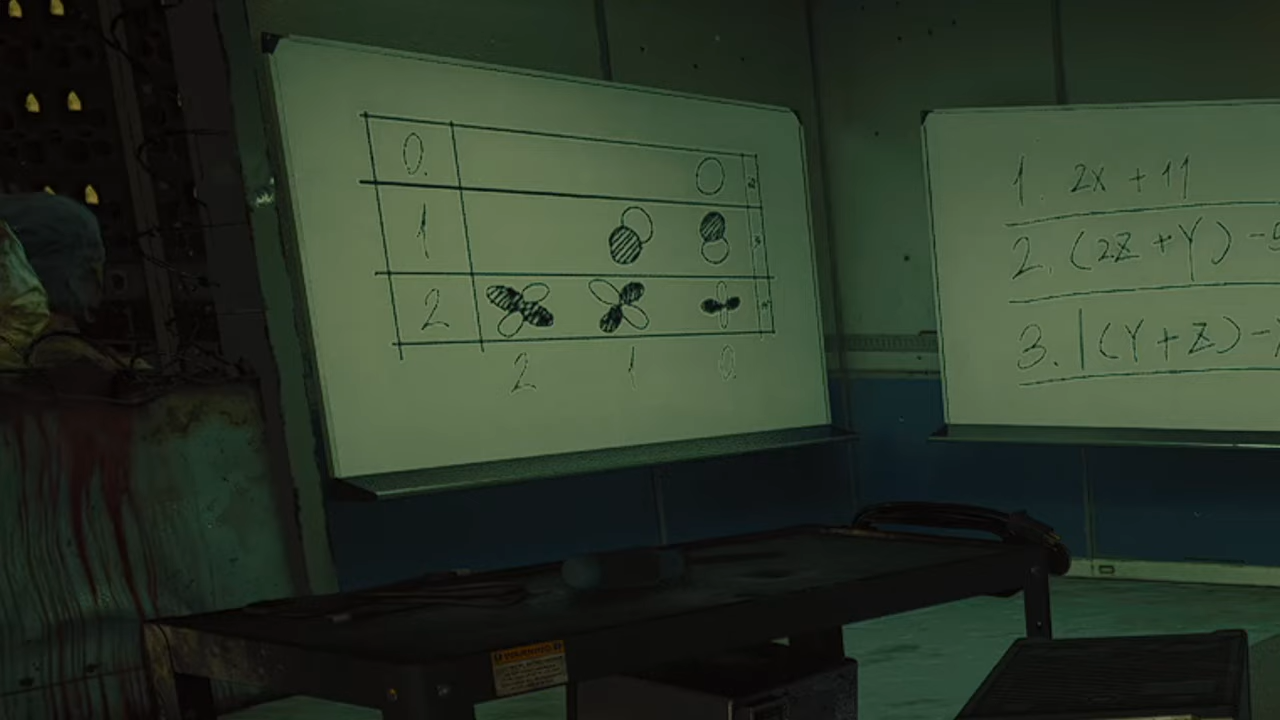 0.
1
2
2 1 0
1. 2x + 11
2. (2Z + Y) -
3. |(Y + Z) -